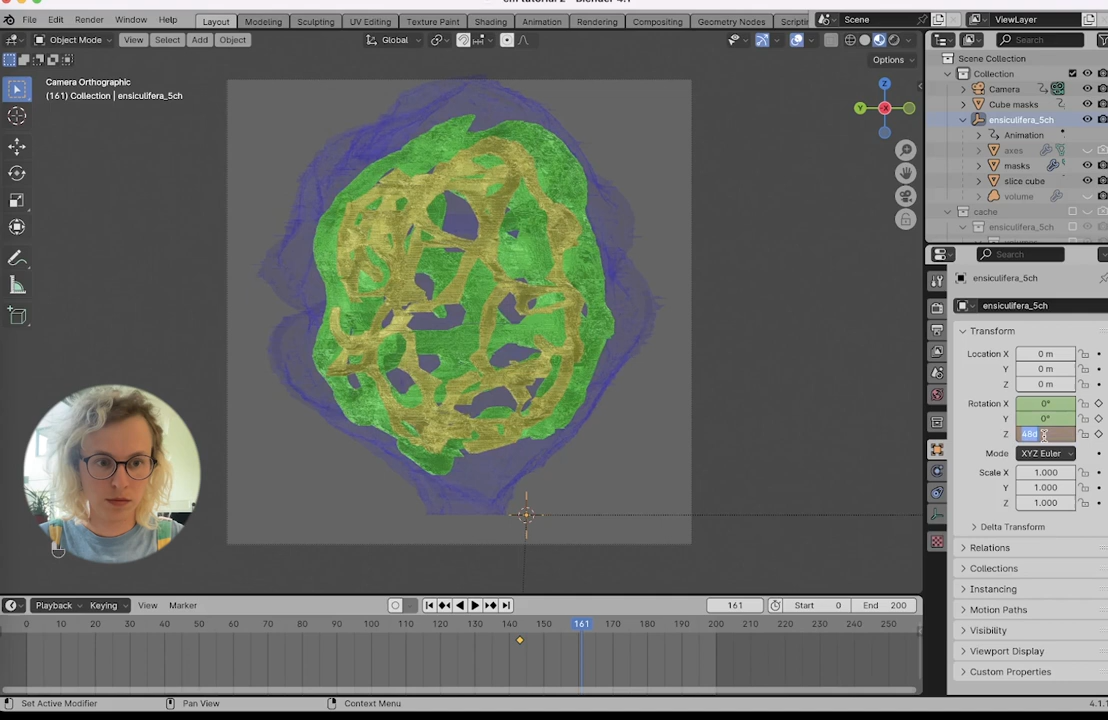 File Edit Render Window Help Layout Modeling Sculpting UV Editing Texture Paint Shading Animation Rendering Compositing Geometry Nodes Scene ViewLayer
Object Mode View Select Add Object Global Search
Options
Camera Orthographic
(161) Collection | ensiculifera_5ch
Z
Y
X
Scene Collection
Collection
Camera
Cube masks
ensiculifera_5ch
Animation
axes
masks
slice cube
volume
cache
ensiculifera_5ch
Search
ensiculifera_5ch
ensiculifera_5ch
Transform
Location X 0 m
Y 0 m
Z 0 m
Rotation X 0°
Y 0°
Z 48d
Mode XYZ Euler
Scale X 1.000
Y 1.000
Z 1.000
Delta Transform
Relations
Collections
Instancing
Motion Paths
Visibility
Viewport Display
Custom Properties
Playback Keying View Marker 161 Start 0 End 200
0 10 20 30 40 50 60 70 80 90 100 110 120 130 140 150 161 170 180 190 200 210 220 230 240 250
Set Active Modifier Pan View Context Menu 4.1.1